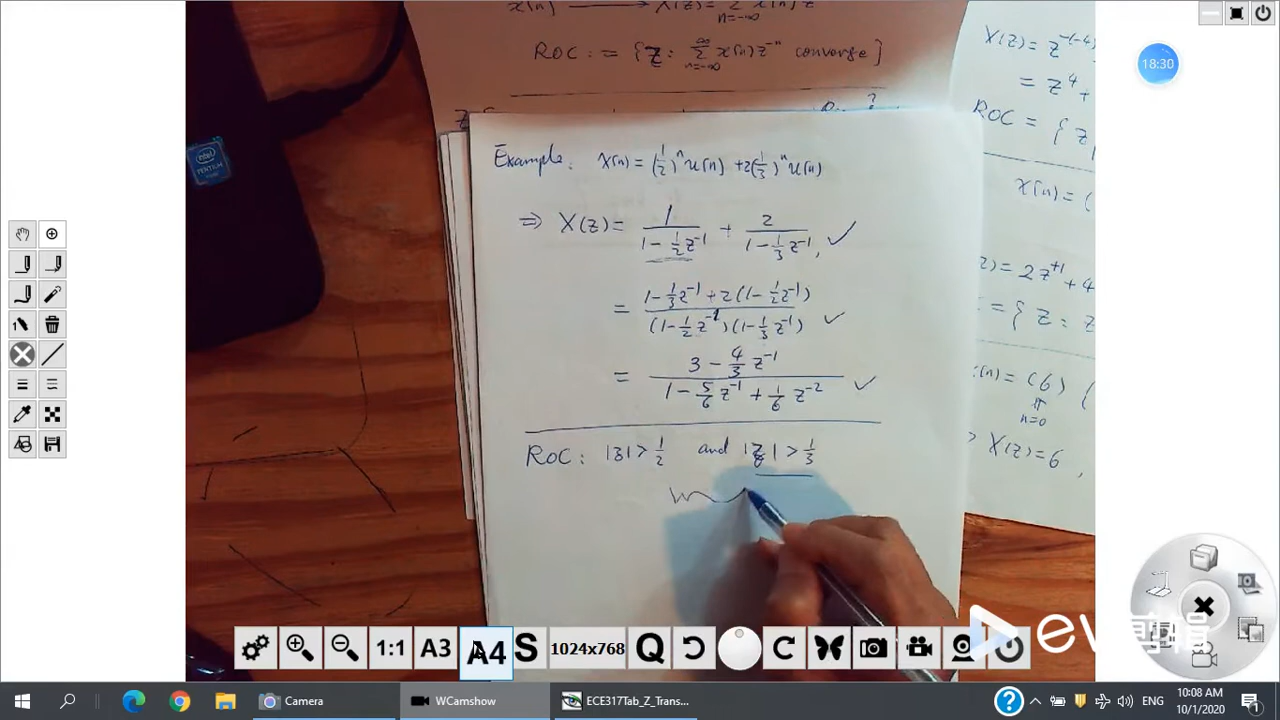 x(n) ⟶ X(z) = Σ x(n) z
n=-∞
ROC := {z: Σ x(n) z⁻ⁿ converse}
∞
n=-∞
X(z) = z^-(-4)
= z⁴ +
ROC = { z
18:30
intel
PENTIUM
Example: x(n) = (1/2)ⁿ u(n) + 2(1/3)ⁿ u(n)
x(n) = (
⇒ X(z) = 1/(1 - 1/2 z⁻¹) + 2/(1 - 1/3 z⁻¹), ✓
) = 2z⁺¹ + 4
= (1 - 1/3 z⁻¹ + 2(1 - 1/2 z⁻¹))/((1 - 1/2 z⁻¹)(1 - 1/3 z⁻¹)) ✓
= { z : z
= (3 - 4/3 z⁻¹)/(1 - 5/6 z⁻¹ + 1/6 z⁻²) ✓
(n) = (6) (
⇑
n=0
ROC: |z| > 1/2 and |z| > 1/3
X(z) = 6,
1:1 A3 A4 S 1024x768 Q
Camera
WCamshow
ECE317Tab_Z_Trans...
ENG
10:08 AM
10/1/2020